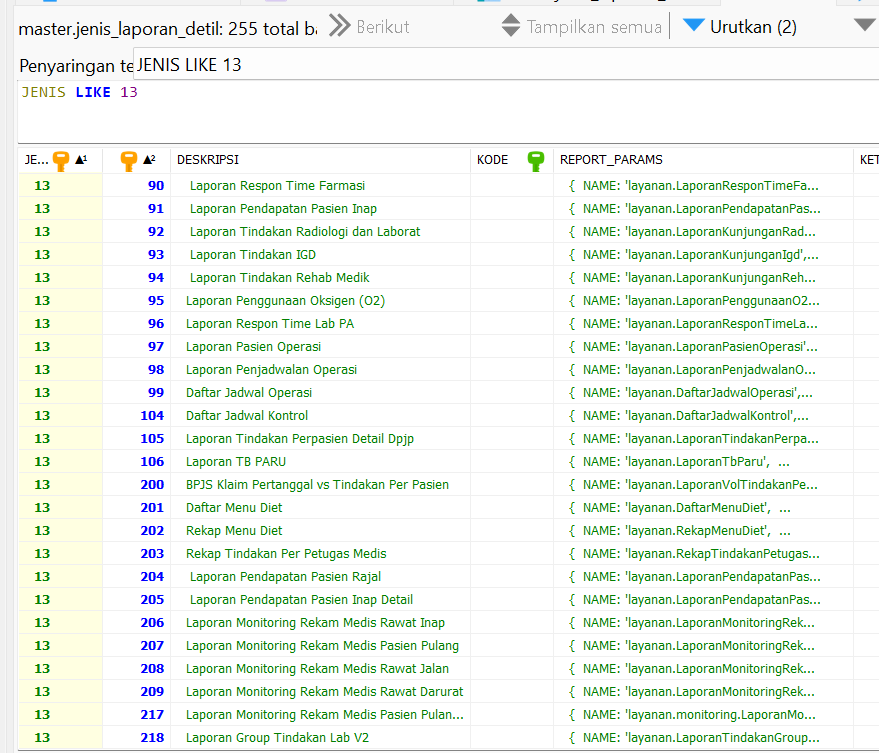 master.jenis_laporan_detil: 255 total ba Berikut Tampilkan semua Urutkan (2)
Penyaringan te JENIS LIKE 13
JENIS LIKE 13
JE... 1 2 DESKRIPSI KODE REPORT_PARAMS KET
13 90 Laporan Respon Time Farmasi { NAME: 'layanan.LaporanResponTimeFa...
13 91 Laporan Pendapatan Pasien Inap { NAME: 'layanan.LaporanPendapatanPas...
13 92 Laporan Tindakan Radiologi dan Laborat { NAME: 'layanan.LaporanKunjunganRad...
13 93 Laporan Tindakan IGD { NAME: 'layanan.LaporanKunjunganIgd',...
13 94 Laporan Tindakan Rehab Medik { NAME: 'layanan.LaporanKunjunganReh...
13 95 Laporan Penggunaan Oksigen (O2) { NAME: 'layanan.LaporanPenggunaanO2...
13 96 Laporan Respon Time Lab PA { NAME: 'layanan.LaporanResponTimeLa...
13 97 Laporan Pasien Operasi { NAME: 'layanan.LaporanPasienOperasi'...
13 98 Laporan Penjadwalan Operasi { NAME: 'layanan.LaporanPenjadwalanO...
13 99 Daftar Jadwal Operasi { NAME: 'layanan.DaftarJadwalOperasi',...
13 104 Daftar Jadwal Kontrol { NAME: 'layanan.DaftarJadwalKontrol',...
13 105 Laporan Tindakan Perpasien Detail Dpjp { NAME: 'layanan.LaporanTindakanPerpa...
13 106 Laporan TB PARU { NAME: 'layanan.LaporanTbParu', ...
13 200 BPJS Klaim Pertanggal vs Tindakan Per Pasien { NAME: 'layanan.LaporanVolTindakanPe...
13 201 Daftar Menu Diet { NAME: 'layanan.DaftarMenuDiet', ...
13 202 Rekap Menu Diet { NAME: 'layanan.RekapMenuDiet', ...
13 203 Rekap Tindakan Per Petugas Medis { NAME: 'layanan.RekapTindakanPetugas...
13 204 Laporan Pendapatan Pasien Rajal { NAME: 'layanan.LaporanPendapatanPas...
13 205 Laporan Pendapatan Pasien Inap Detail { NAME: 'layanan.LaporanPendapatanPas...
13 206 Laporan Monitoring Rekam Medis Rawat Inap { NAME: 'layanan.LaporanMonitoringRek...
13 207 Laporan Monitoring Rekam Medis Pasien Pulang { NAME: 'layanan.LaporanMonitoringRek...
13 208 Laporan Monitoring Rekam Medis Rawat Jalan { NAME: 'layanan.LaporanMonitoringRek...
13 209 Laporan Monitoring Rekam Medis Rawat Darurat { NAME: 'layanan.LaporanMonitoringRek...
13 217 Laporan Monitoring Rekam Medis Pasien Pulan... { NAME: 'layanan.monitoring.LaporanMo...
13 218 Laporan Group Tindakan Lab V2 { NAME: 'layanan.LaporanTindakanGroup...